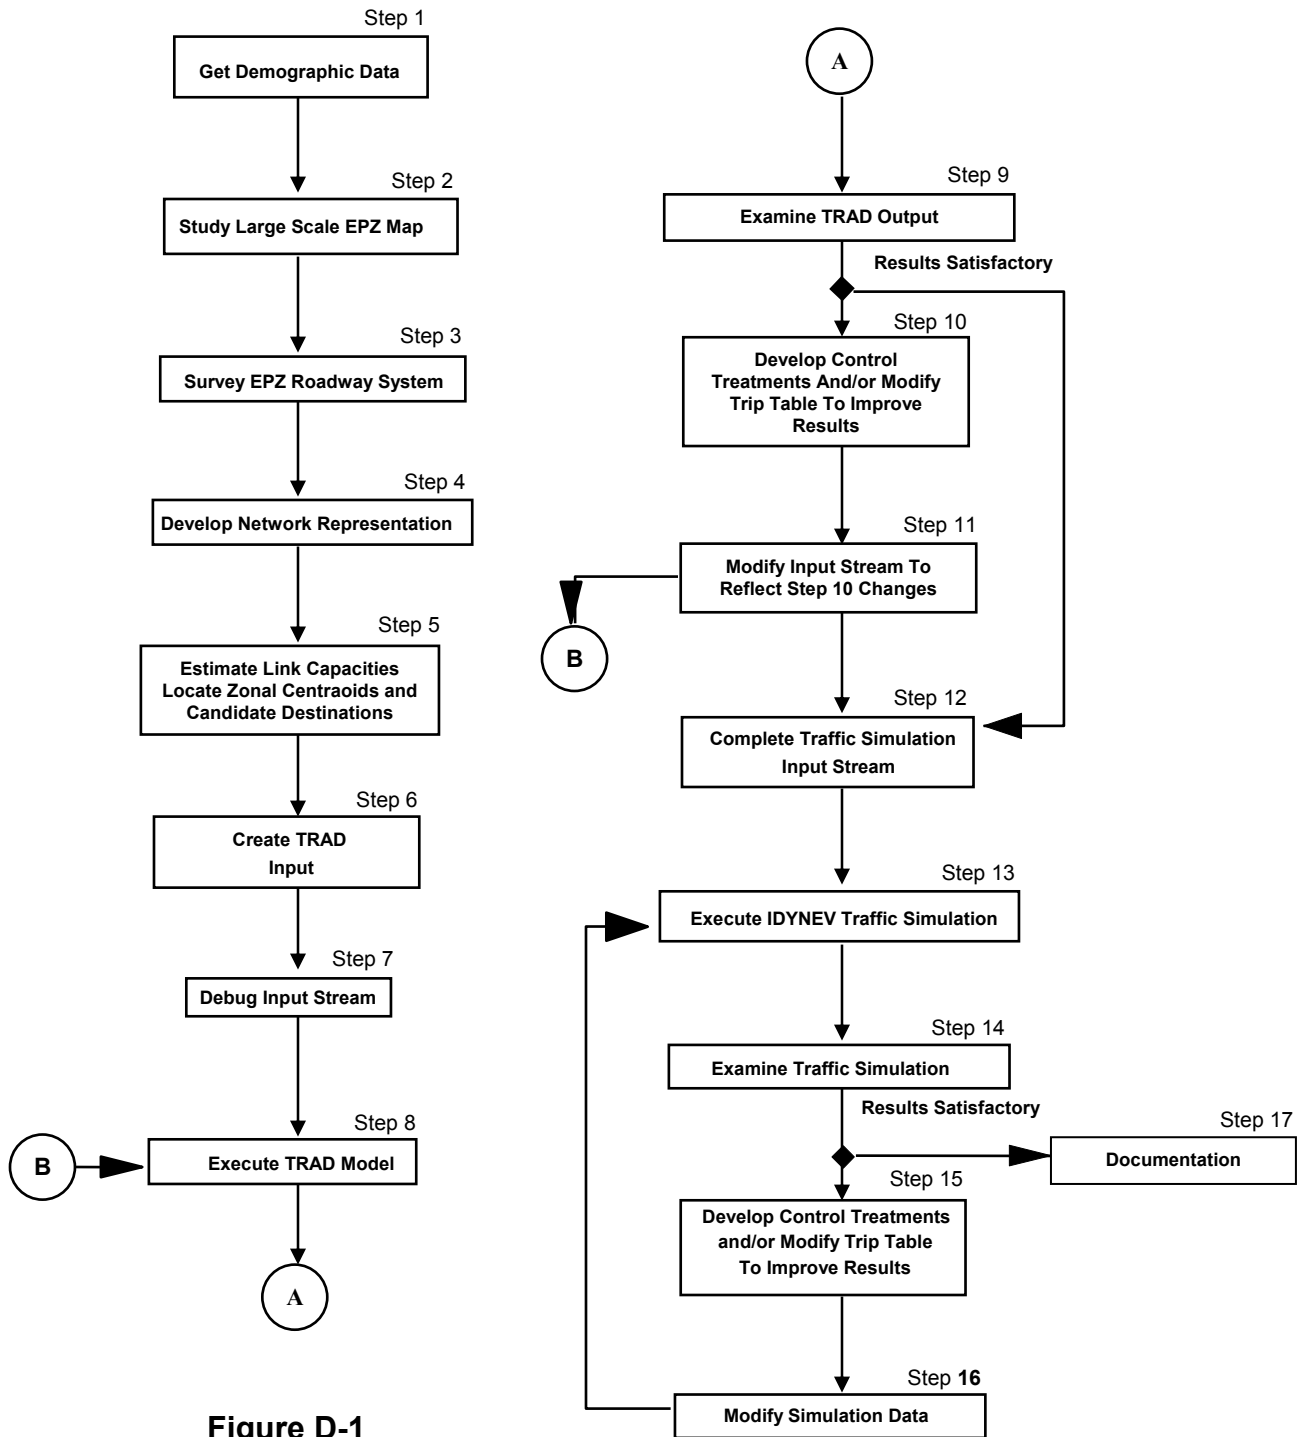 Step 1
Get Demographic Data
Step 2
Study Large Scale EPZ Map
Step 3
Survey EPZ Roadway System
Step 4
Develop Network Representation
Step 5
Estimate Link Capacities
Locate Zonal Centraoids and
Candidate Destinations
Step 6
Create TRAD
Input
Step 7
Debug Input Stream
Step 8
B
Execute TRAD Model
A
Figure D-1
A
Step 9
Examine TRAD Output
Results Satisfactory
Step 10
Develop Control
Treatments And/or Modify
Trip Table To Improve
Results
Step 11
Modify Input Stream To
Reflect Step 10 Changes
B
Step 12
Complete Traffic Simulation
Input Stream
Step 13
Execute IDYNEV Traffic Simulation
Step 14
Examine Traffic Simulation
Results Satisfactory
Step 17
Documentation
Step 15
Develop Control Treatments
and/or Modify Trip Table
To Improve Results
Step 16
Modify Simulation Data